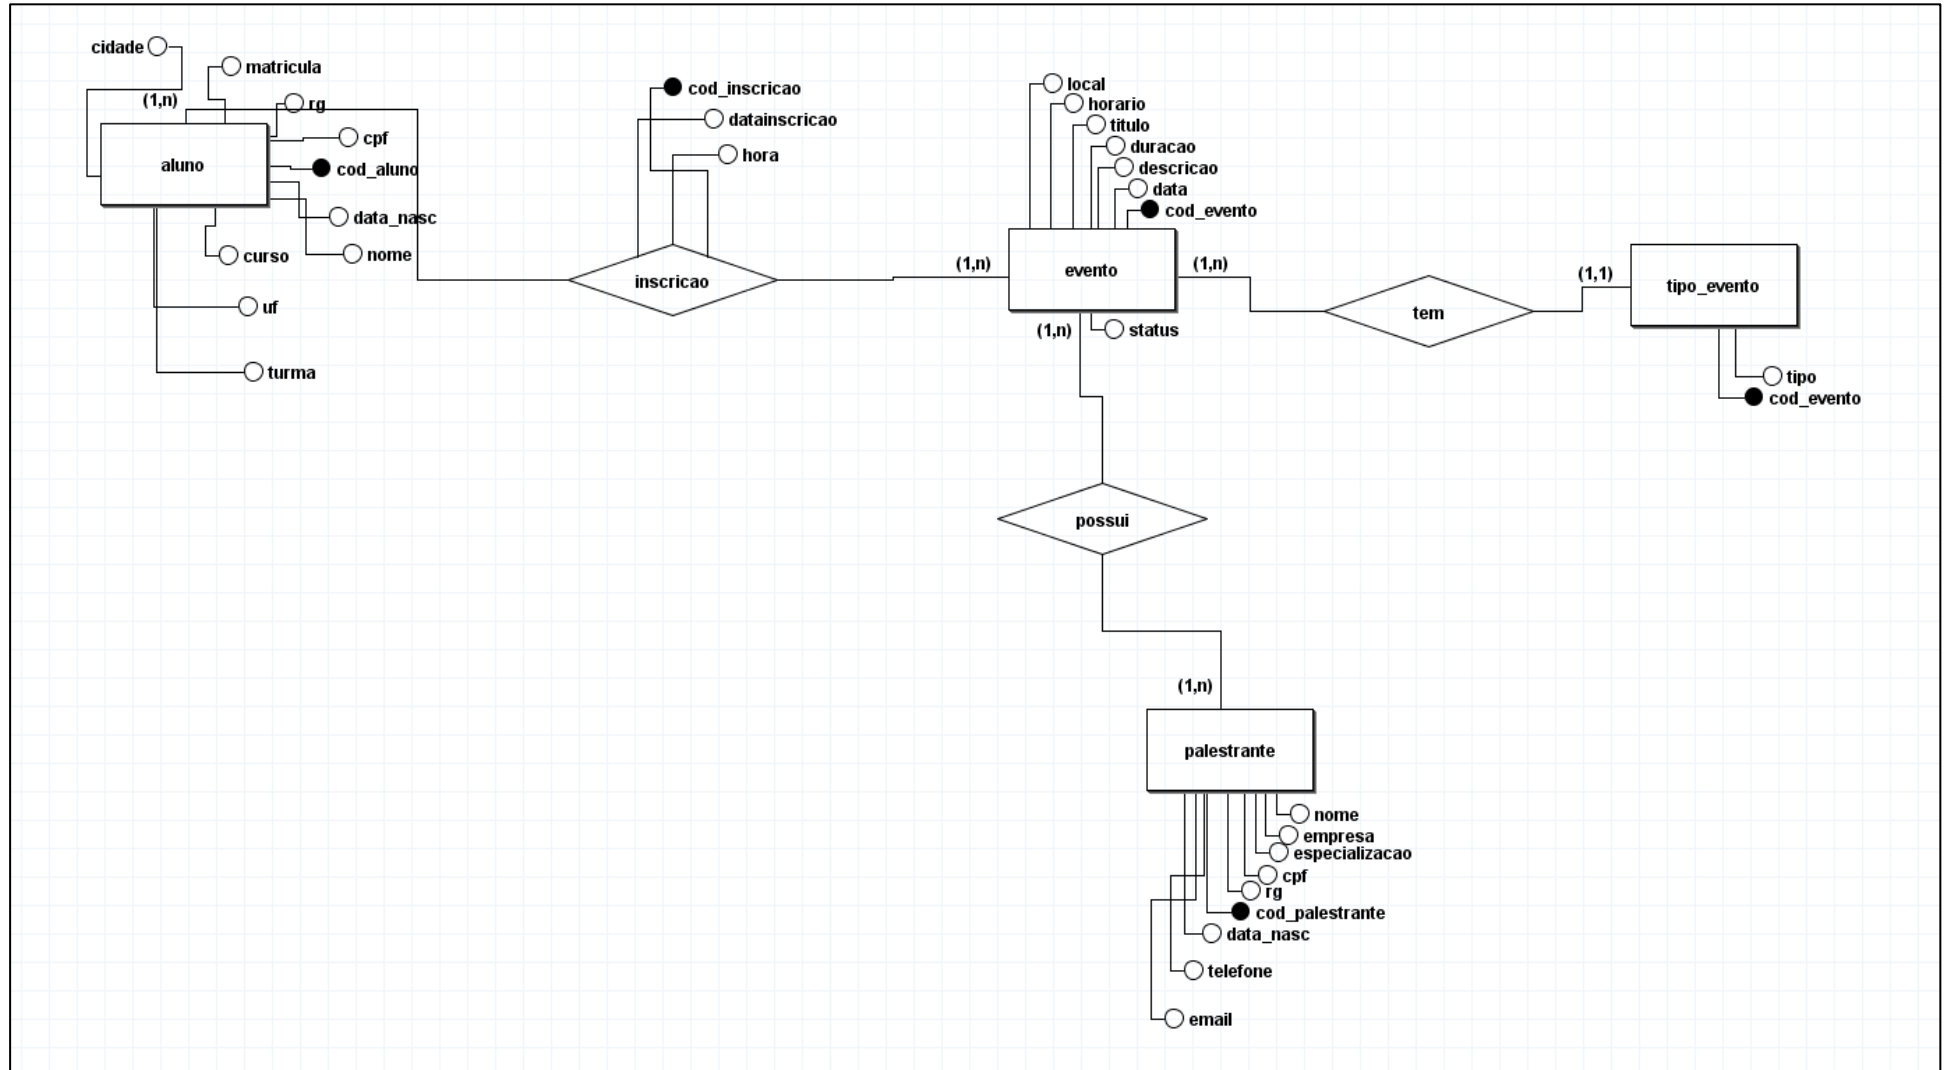 cidade
matricula
(1,n)
rg
cpf
aluno
cod_aluno
data_nasc
curso
nome
uf
turma
cod_inscricao
datainscricao
hora
inscricao
local
horario
titulo
duracao
descricao
data
cod_evento
(1,n)
evento
(1,n)
(1,n)
status
tem
(1,1)
tipo_evento
tipo
cod_evento
possui
(1,n)
palestrante
nome
empresa
especializacao
cpf
rg
cod_palestrante
data_nasc
telefone
email